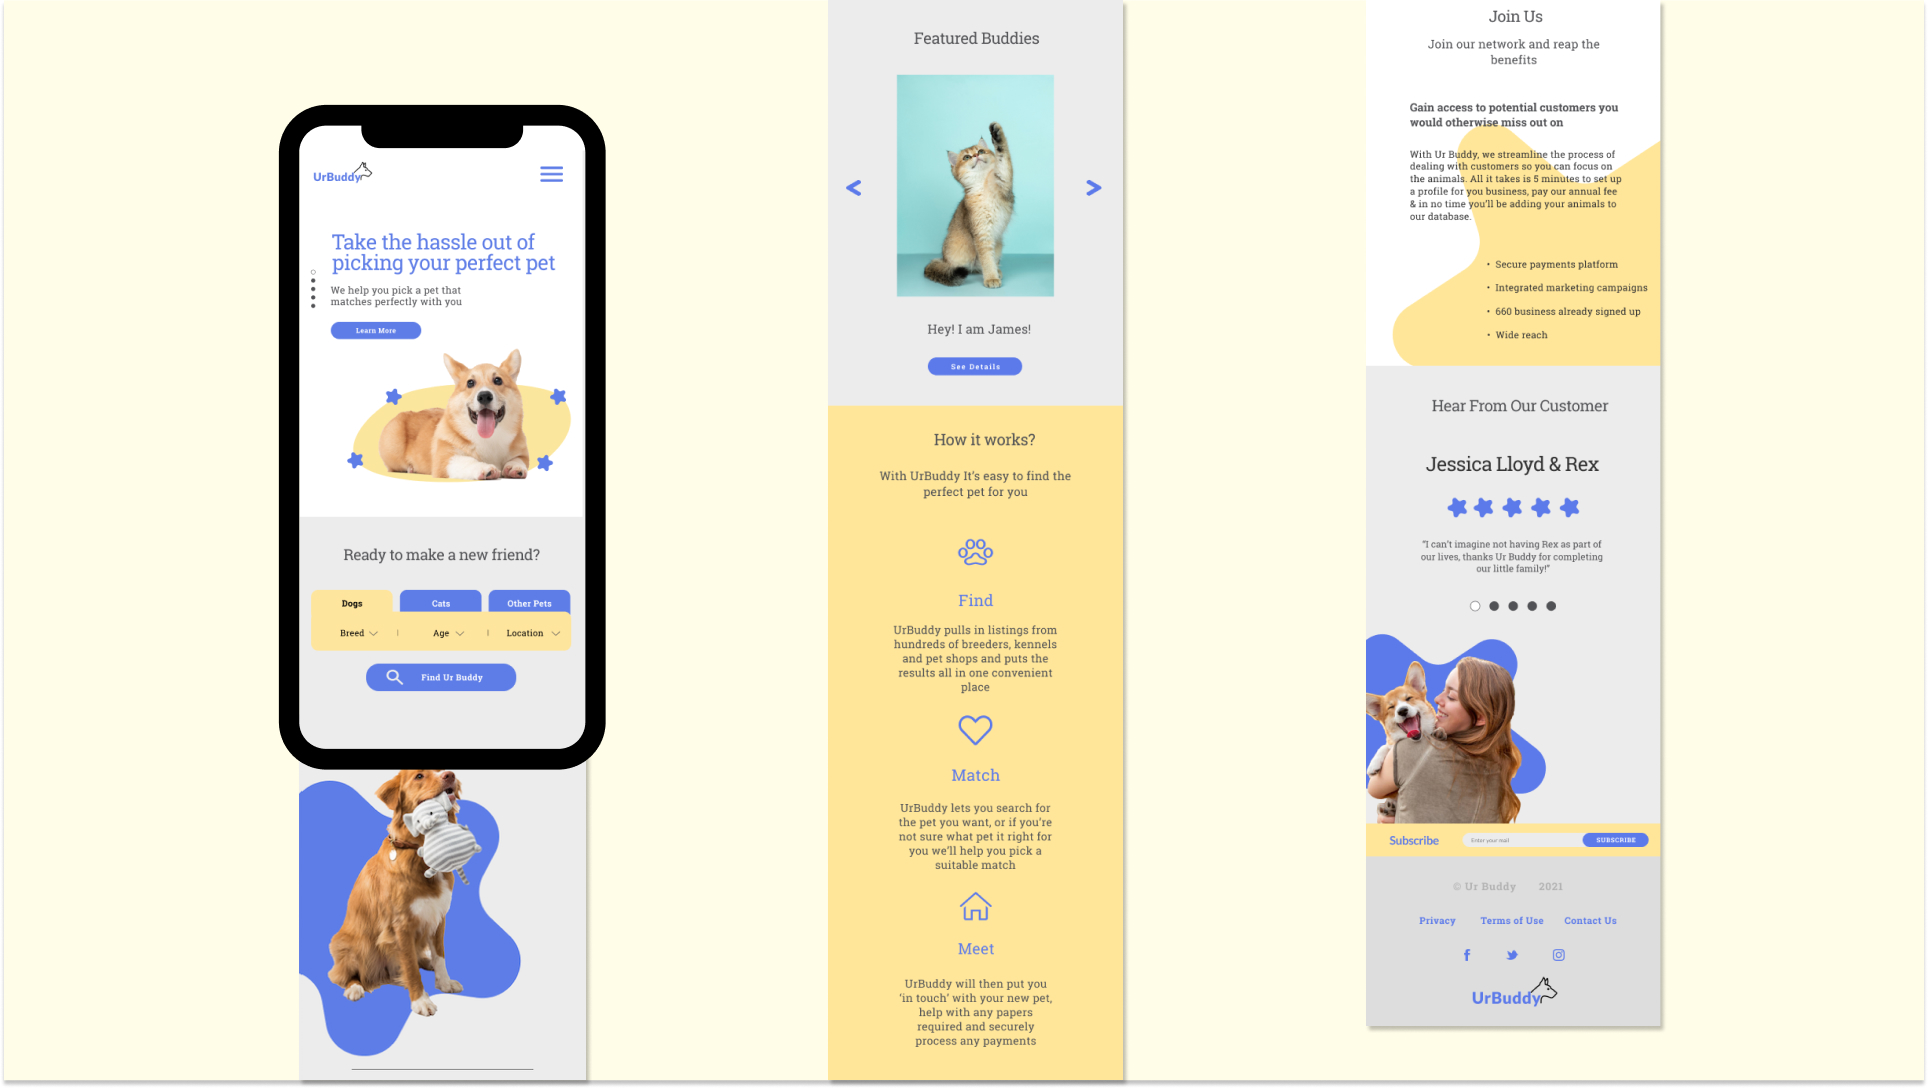 UrBuddy
Take the hassle out of
picking your perfect pet
We help you pick a pet that
matches perfectly with you
Learn More
Ready to make a new friend?
Dogs
Cats
Other Pets
Breed
Age
Location
Find Ur Buddy
Featured Buddies
Hey! I am James!
See Details
How it works?
With UrBuddy It's easy to find the
perfect pet for you
Find
UrBuddy pulls in listings from
hundreds of breeders, kennels
and pet shops and puts the
results all in one convenient
place
Match
UrBuddy lets you search for
the pet you want, or if you're
not sure what pet it right for
you we'll help you pick a
suitable match
Meet
UrBuddy will then put you
'in touch' with your new pet,
help with any papers
required and securely
process any payments
Join Us
Join our network and reap the
benefits
Gain access to potential customers you
would otherwise miss out on
With Ur Buddy, we streamline the process of
dealing with customers so you can focus on
the animals. All it takes is 5 minutes to set up
a profile for you business, pay our annual fee
& in no time you'll be adding your animals to
our database.
• Secure payments platform
• Integrated marketing campaigns
• 660 business already signed up
• Wide reach
Hear From Our Customer
Jessica Lloyd & Rex
"I can't imagine not having Rex as part of
our lives, thanks Ur Buddy for completing
our little family!"
Subscribe
Enter your mail
SUBSCRIBE
© Ur Buddy 2021
Privacy
Terms of Use
Contact Us
UrBuddy